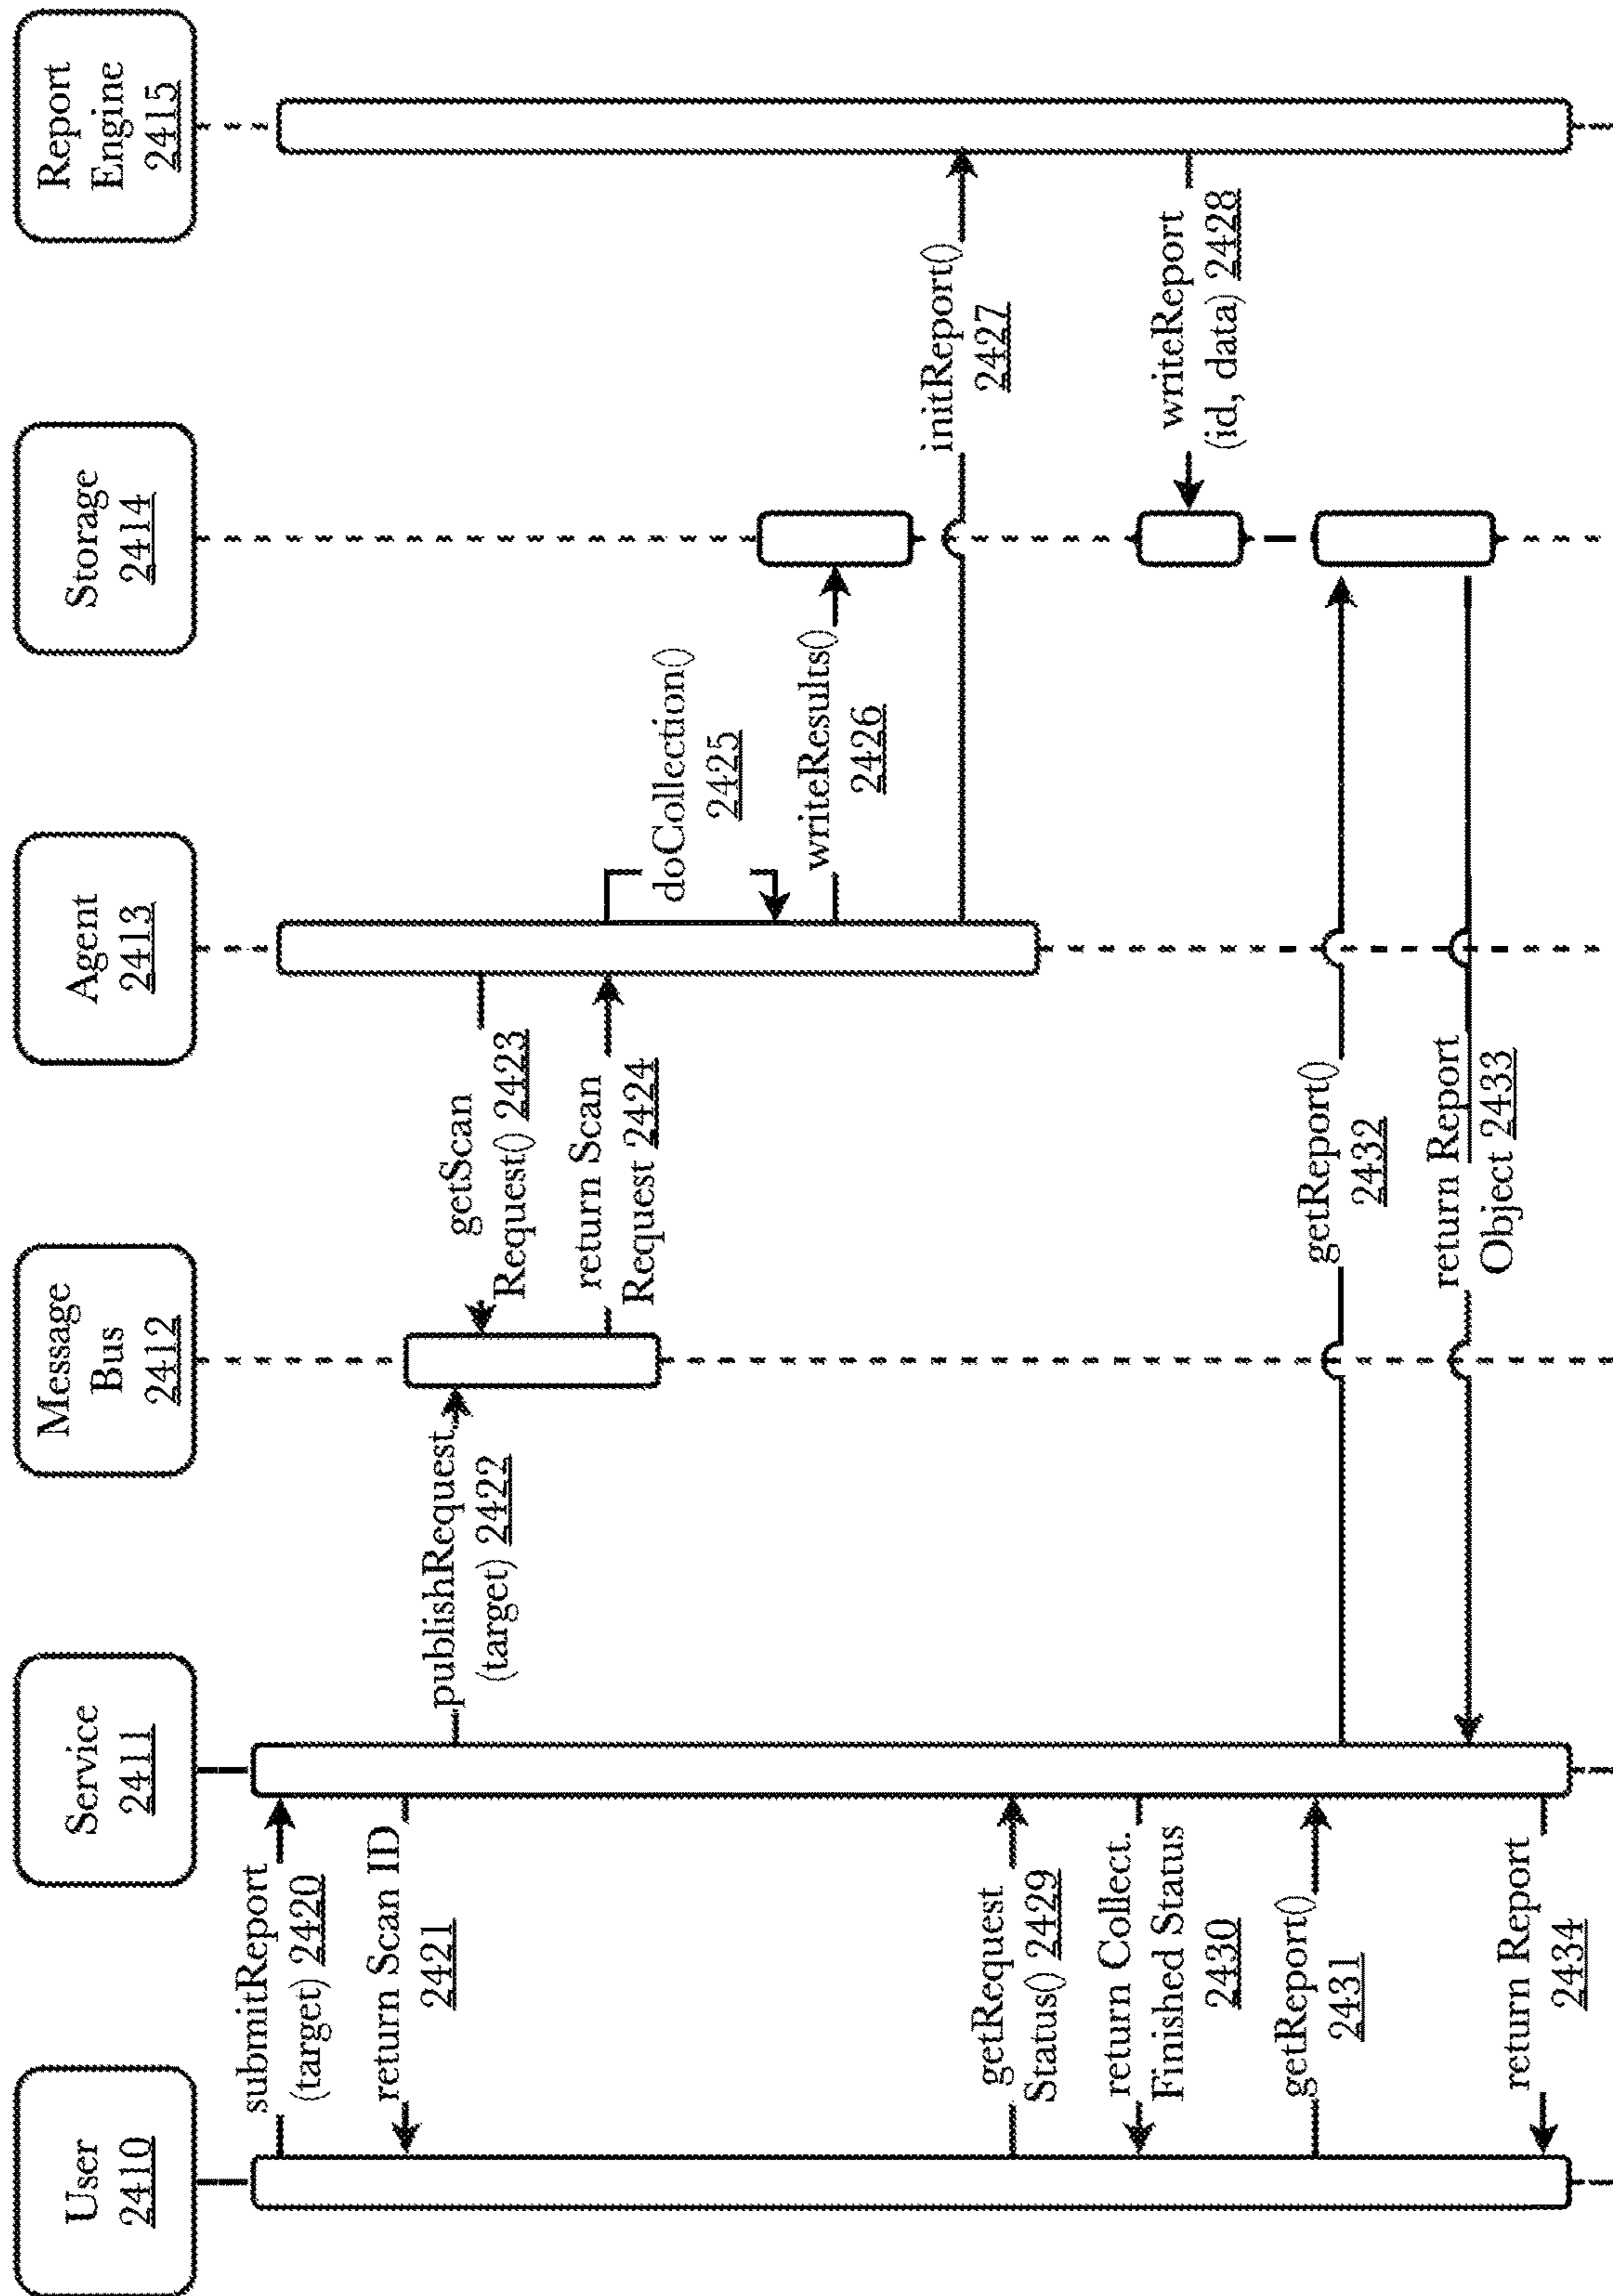 User
2410
Service
2411
Message
Bus
2412
Agent
2413
Storage
2414
Report
Engine
2415
submitReport
(target) 2420
return Scan ID
2421
publishRequest
(target) 2422
getScan
Request() 2423
return Scan
Request 2424
doCollection()
2425
writeResults()
2426
initReport()
2427
writeReport
(id, data) 2428
getRequest
Status() 2429
return Collect.
Finished Status
2430
getReport()
2431
getReport()
2432
return Report
Object 2433
return Report
2434